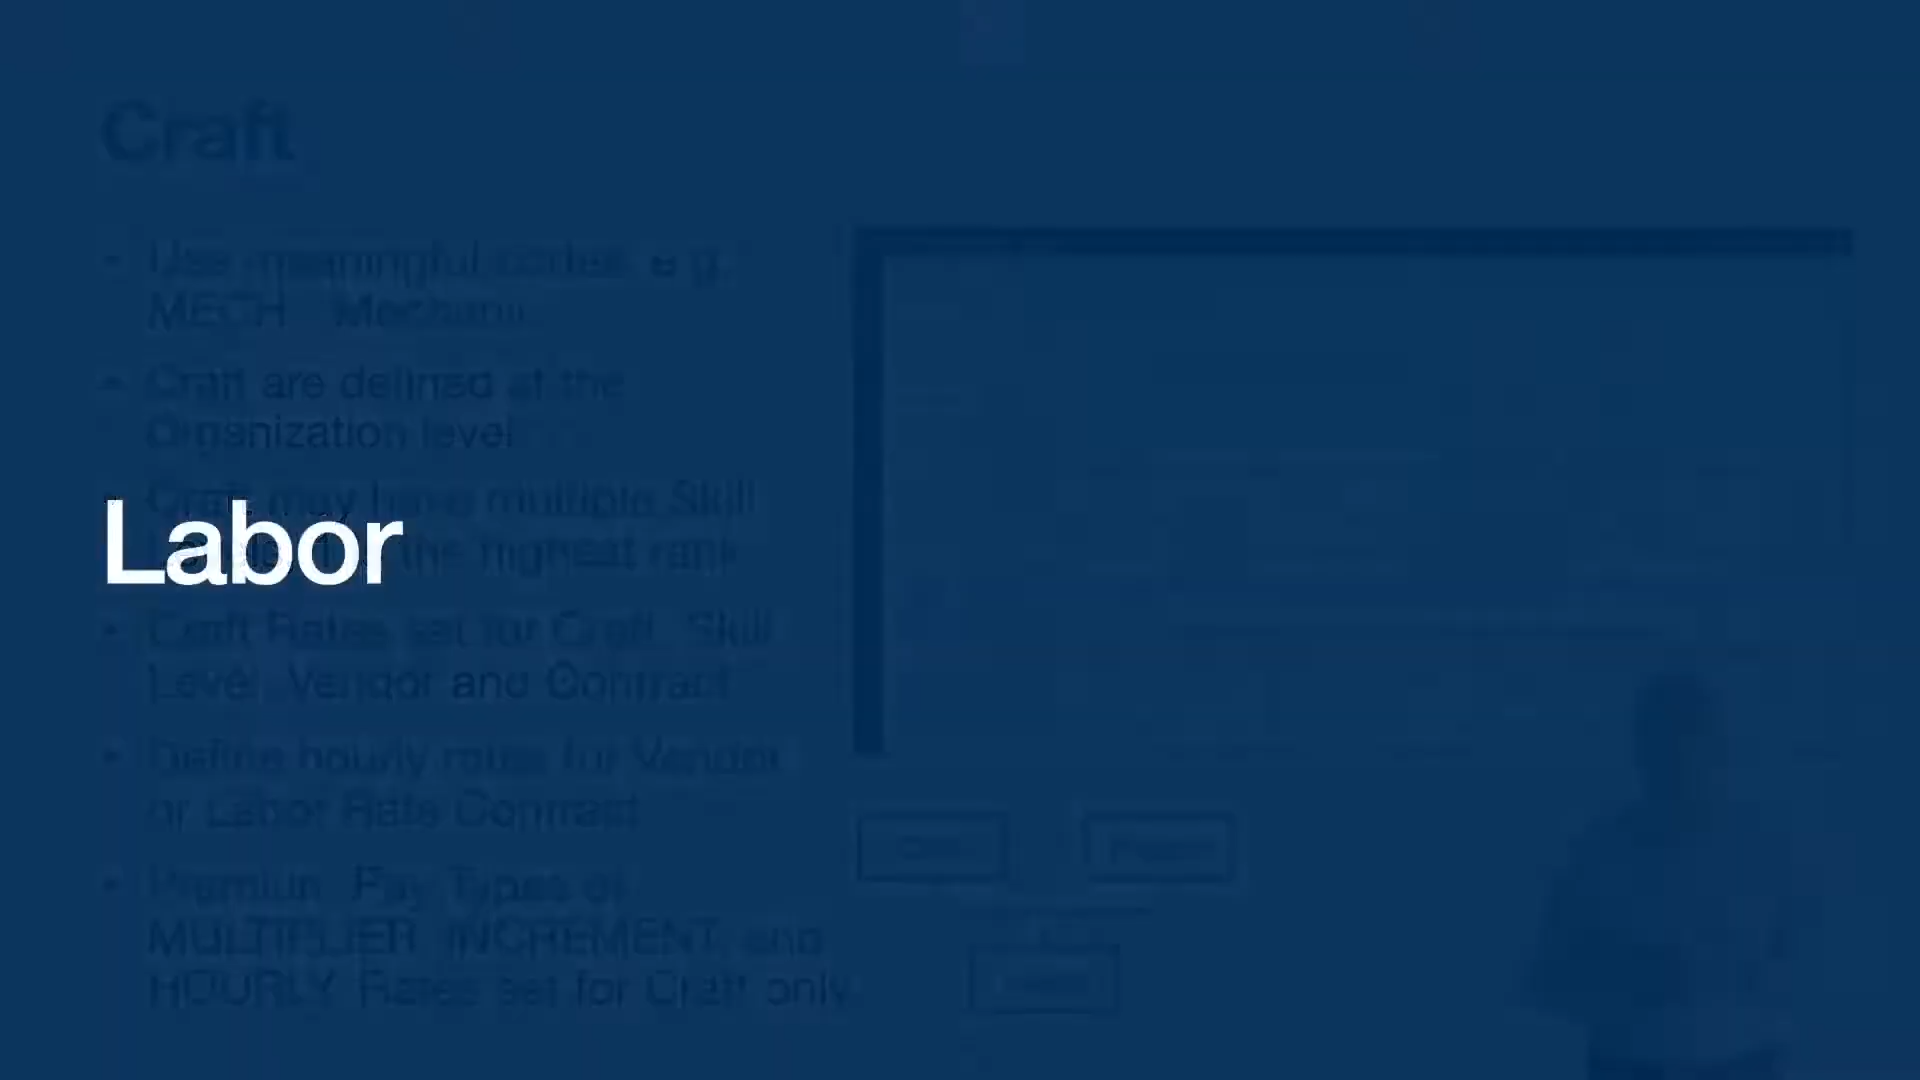 Craft
- Use meaningful codes, e.g.
MECH - Mechanic
- Craft are defined at the
Organization level
- Craft may have multiple Skill
the highest rank
- Craft Rates set for Craft, Skill
Level, Vendor and Contract
- Define hourly rates for Vendor
or Labor Rate Contract
- Premium Pay Types of
MULTIPLIER, INCREMENT, and
HOURLY. Rates set for Craft only.
Labor